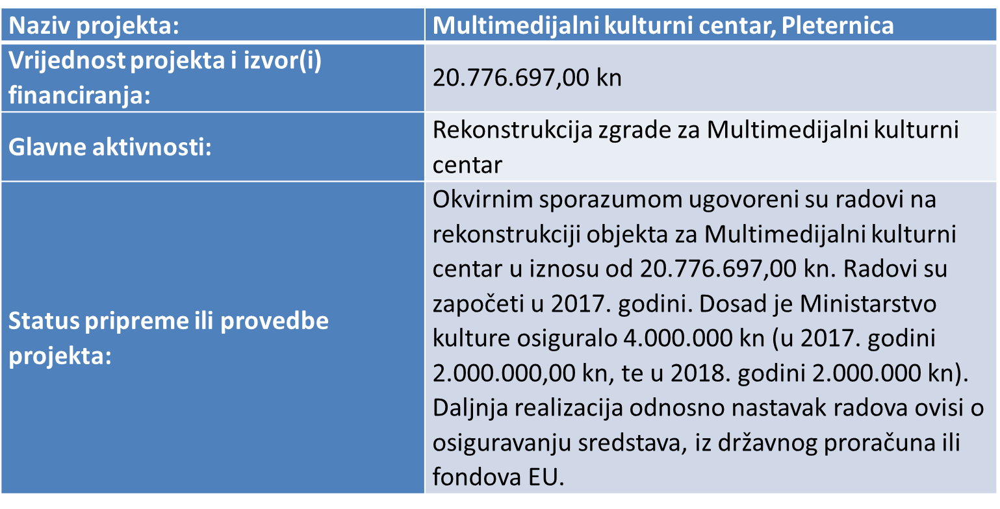 Naziv projekta:
Multimedijalni kulturni centar, Pleternica
Vrijednost projekta i izvor(i)
financiranja:
20.776.697,00 kn
Glavne aktivnosti:
Rekonstrukcija zgrade za Multimedijalni kulturni
centar
Status pripreme ili provedbe
projekta:
Okvirnim sporazumom ugovoreni su radovi na
rekonstrukciji objekta za Multimedijalni kulturni
centar u iznosu od 20.776.697,00 kn. Radovi su
započeti u 2017. godini. Dosad je Ministarstvo
kulture osiguralo 4.000.000 kn (u 2017. godini
2.000.000,00 kn, te u 2018. godini 2.000.000 kn).
Daljnja realizacija odnosno nastavak radova ovisi o
osiguravanju sredstava, iz državnog proračuna ili
fondova EU.